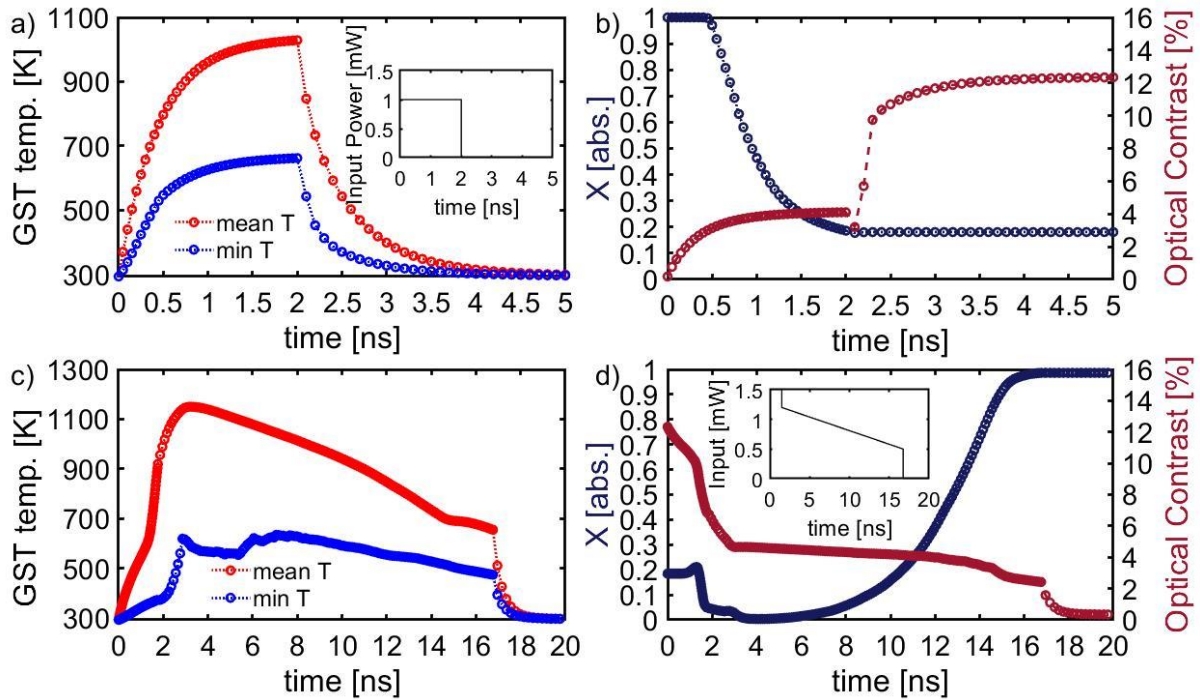 a)
GST temp. [K]
1100
900
700
500
300
0 0.5 1 1.5 2 2.5 3 3.5 4 4.5 5
time [ns]
mean T
min T
Input Power [mW]
1.5
1
0.5
0
0 1 2 3 4 5
time [ns]
b)
X [abs.]
1
0.9
0.8
0.7
0.6
0.5
0.4
0.3
0.2
0.1
0
0 0.5 1 1.5 2 2.5 3 3.5 4 4.5 5
time [ns]
16
14
12
10
8
6
4
2
0
Optical Contrast [%]
c)
GST temp. [K]
1300
1100
900
700
500
300
0 2 4 6 8 10 12 14 16 18 20
time [ns]
mean T
min T
d)
X [abs.]
1
0.9
0.8
0.7
0.6
0.5
0.4
0.3
0.2
0.1
0
0 2 4 6 8 10 12 14 16 18 20
time [ns]
Input [mW]
1.5
1
0.5
0
0 5 10 15 20
time [ns]
16
14
12
10
8
6
4
2
0
Optical Contrast [%]